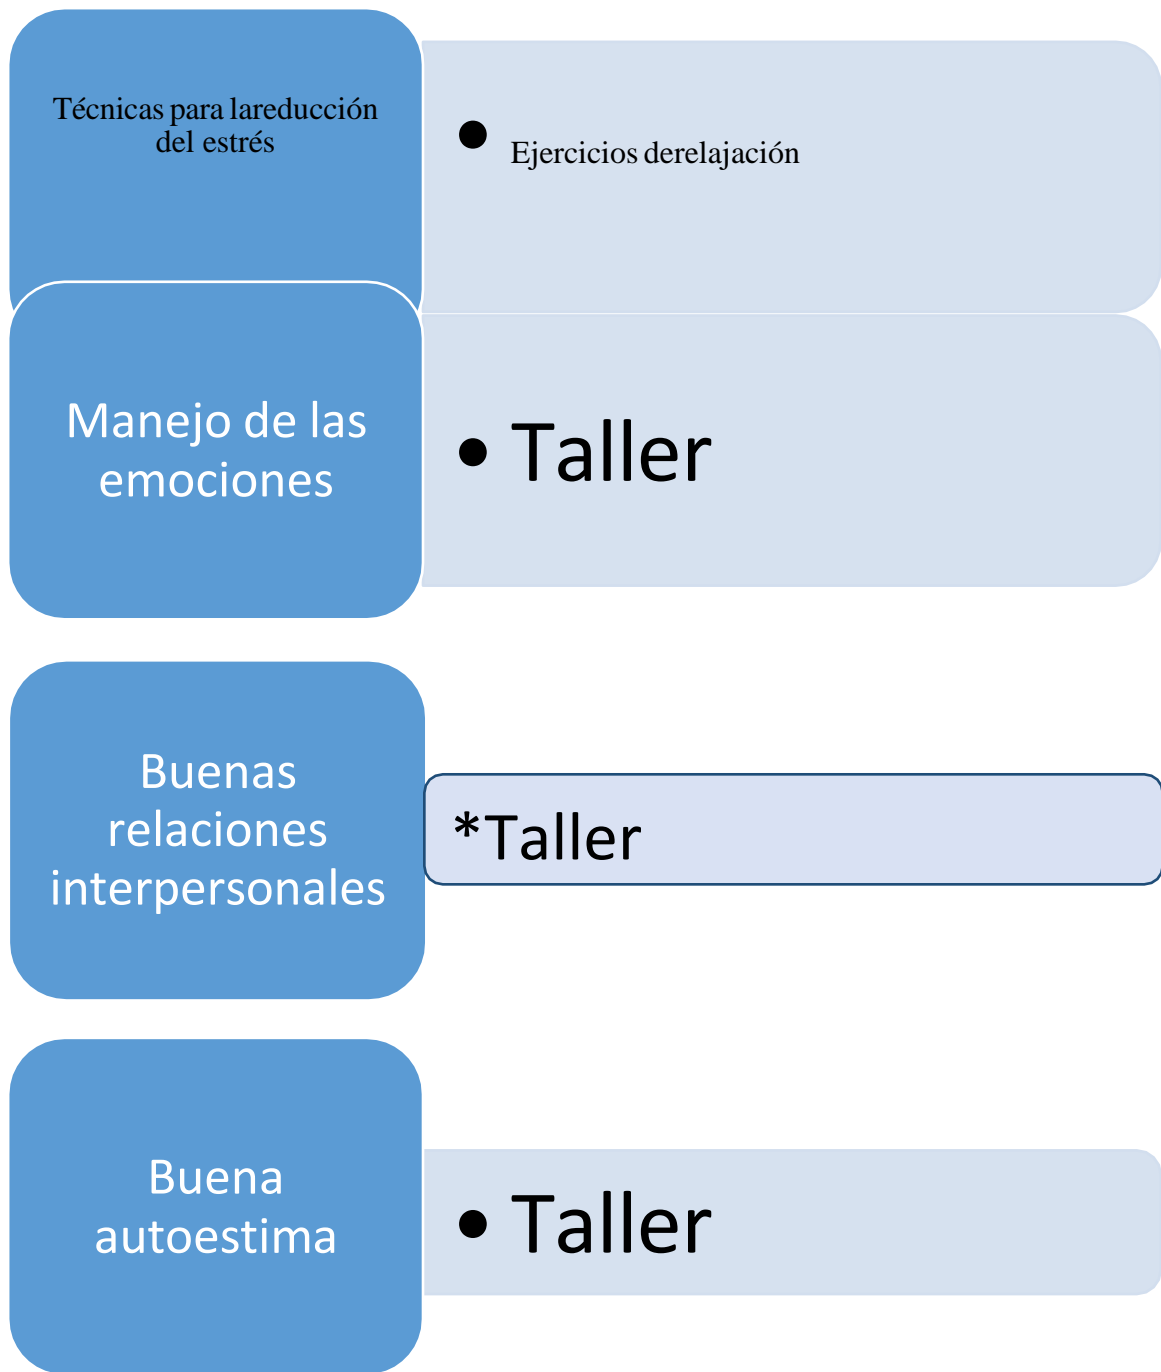 Técnicas para lareducción
del estrés
• Ejercicios derelajación
Manejo de las
emociones
• Taller
Buenas
relaciones
interpersonales
*Taller
Buena
autoestima
• Taller